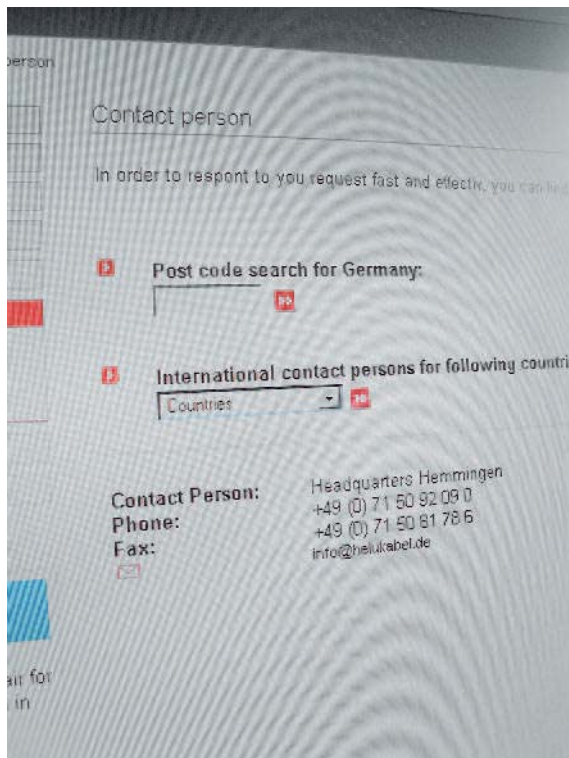 person
Contact person
In order to respont to you request fast and effectiv, you can find
Post code search for Germany:
International contact persons for following countri
Countries
Contact Person: Headquarters Hemmingen
Phone: +49 (0) 71 50 92 09 0
Fax: +49 (0) 71 50 81 78 6
info@helukabel.de
air for
in